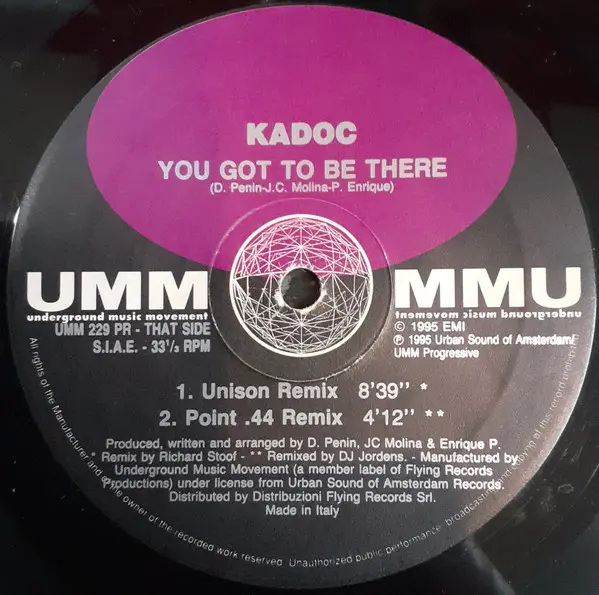 KADOC
YOU GOT TO BE THERE
(D. Penin-J.C. Molina-P. Enrique)
UMM
underground music movement
UMM 229 PR - THAT SIDE
S.I.A.E. - 33⅓ RPM
UMM
underground music movement
© 1995 EMI
℗ 1995 Urban Sound of Amsterdam/
UMM Progressive
1. Unison Remix 8'39'' *
2. Point .44 Remix 4'12'' **
Produced, written and arranged by D. Penin, JC Molina & Enrique P.
* Remix by Richard Stoof - ** Remixed by DJ Jordens. - Manufactured by
Underground Music Movement (a member label of Flying Records
Productions) under license from Urban Sound of Amsterdam Records.
Distributed by Distribuzioni Flying Records Srl.
Made in Italy
All rights of the Manufacturer and of the owner of the recorded work reserved. Unauthorized public performance, broadcasting and copying of this record prohibited